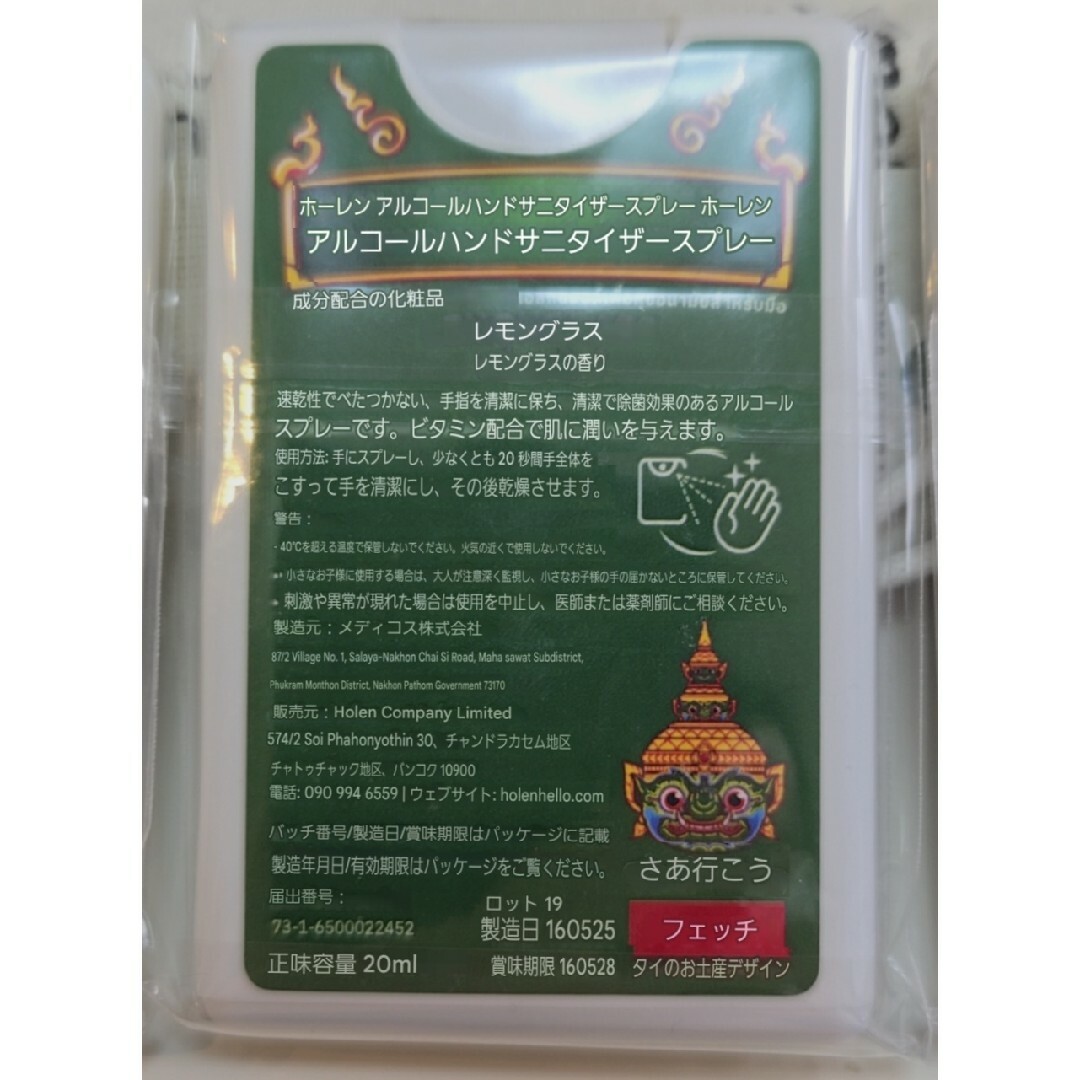 ホーレン アルコールハンドサニタイザースプレー ホーレン
アルコールハンドサニタイザースプレー
成分配合の化粧品
レモングラス
レモングラスの香り
速乾性でべたつかない、手指を清潔に保ち、清潔で除菌効果のあるアルコール
スプレーです。ビタミン配合で肌に潤いを与えます。
使用方法: 手にスプレーし、少なくとも 20 秒間手全体を
こすって手を清潔にし、その後乾燥させます。
警告：
- 40℃を超える温度で保管しないでください。火気の近くで使用しないでください。
•• 小さなお子様に使用する場合は、大人が注意深く監視し、小さなお子様の手の届かないところに保管してください。
• 刺激や異常が現れた場合は使用を中止し、医師または薬剤師にご相談ください。
製造元：メディコス株式会社
87/2 Village No. 1, Salaya-Nakhon Chai Si Road, Maha sawat Subdistrict,
Phukram Monthon District, Nakhon Pathom Government 73170
販売元：Holen Company Limited
574/2 Soi Phahonyothin 30、チャンドラカセム地区
チャトゥチャック地区、バンコク 10900
電話: 090 994 6559 | ウェブサイト: holenhello.com
バッチ番号/製造日/賞味期限はパッケージに記載
製造年月日/有効期限はパッケージをご覧ください。
さあ行こう
届出番号：
73-1-6500022452
ロット 19
製造日 160525
フェッチ
正味容量 20ml
賞味期限 160528
タイのお土産デザイン